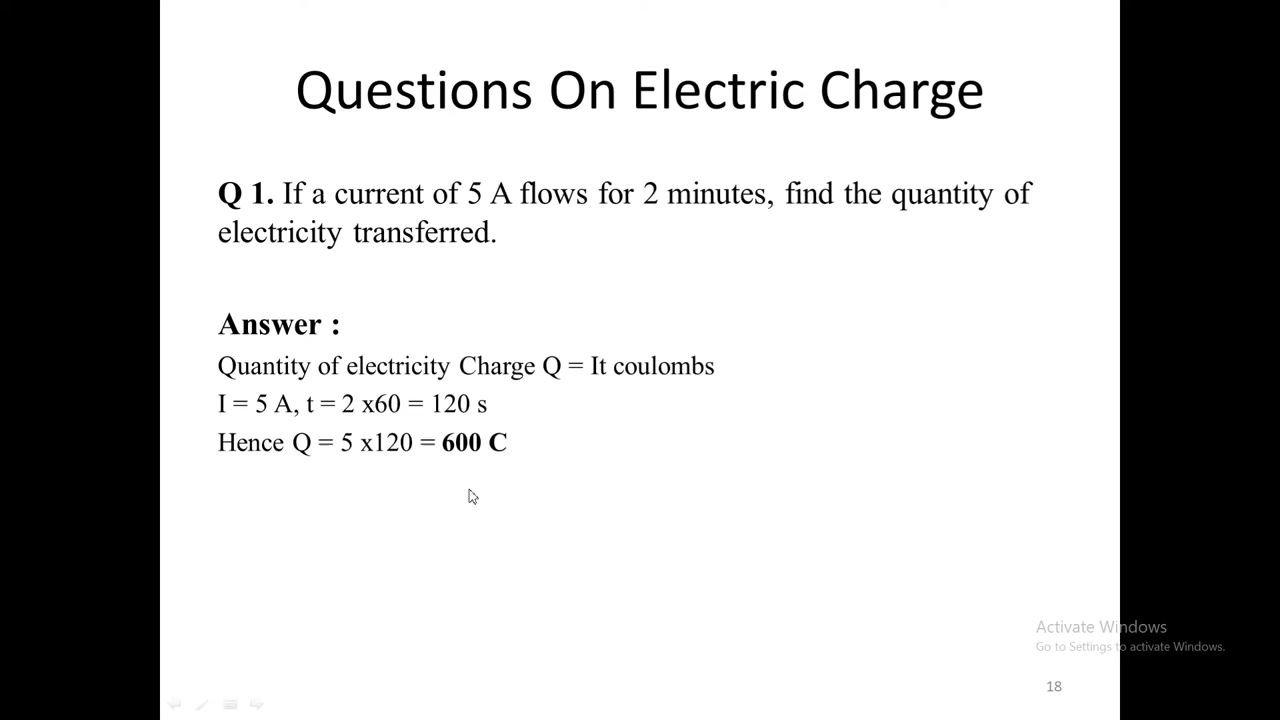 Questions On Electric Charge
Q 1. If a current of 5 A flows for 2 minutes, find the quantity of
electricity transferred.
Answer :
Quantity of electricity Charge Q = It coulombs
I = 5 A, t = 2 x60 = 120 s
Hence Q = 5 x120 = 600 C
Activate Windows
Go to Settings to activate Windows.
18